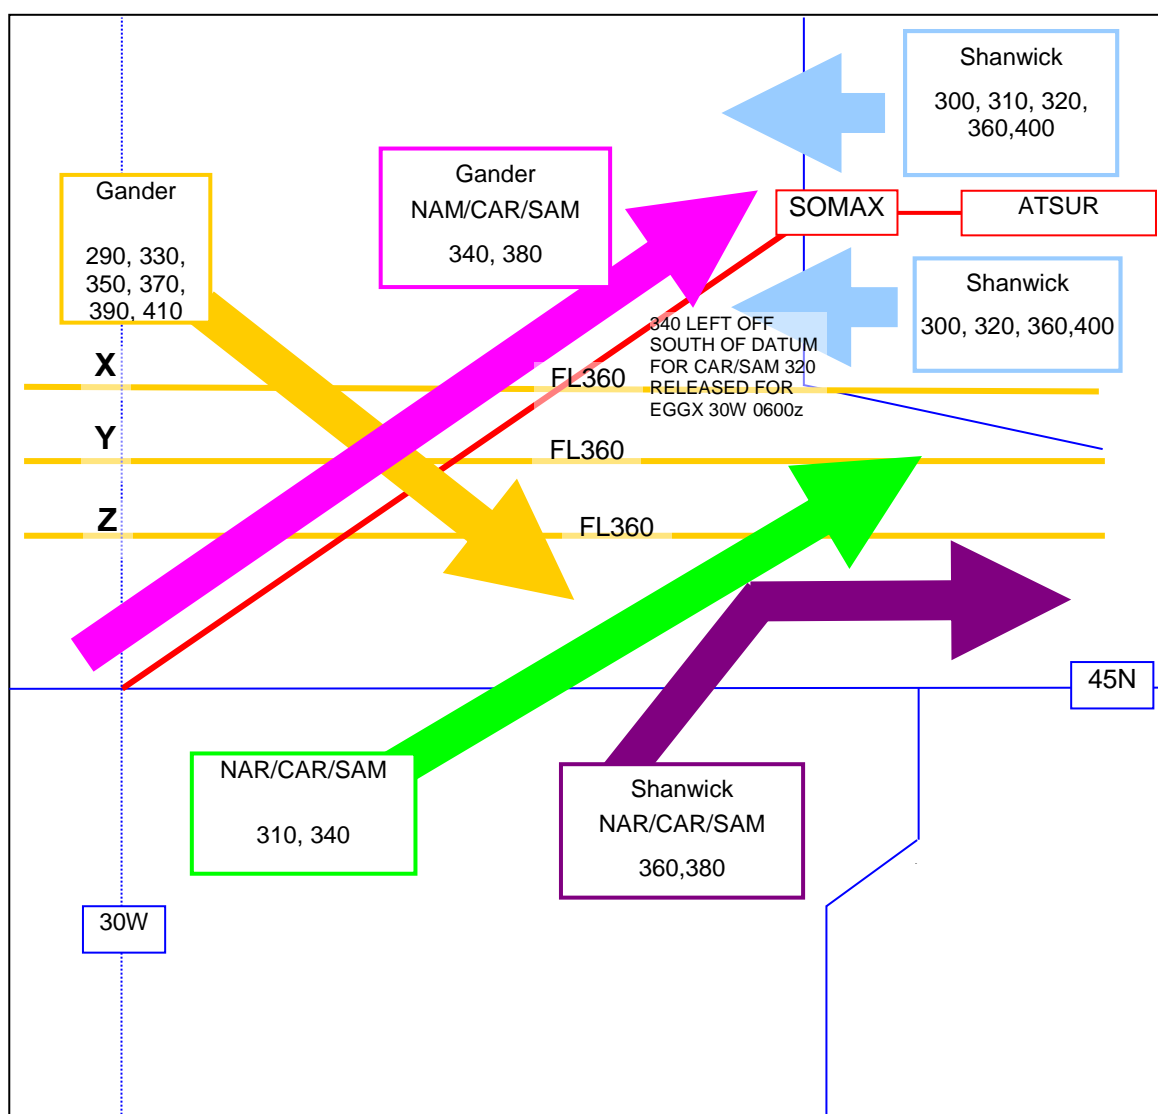 Shanwick
300, 310, 320,
360,400
Gander
NAM/CAR/SAM
340, 380
Gander
290, 330,
350, 370,
390, 410
SOMAX
ATSUR
Shanwick
300, 320, 360,400
340 LEFT OFF
SOUTH OF DATUM
FOR CAR/SAM 320
RELEASED FOR
EGGX 30W 0600z
X
FL360
Y
FL360
Z
FL360
45N
NAR/CAR/SAM
310, 340
Shanwick
NAR/CAR/SAM
360,380
30W